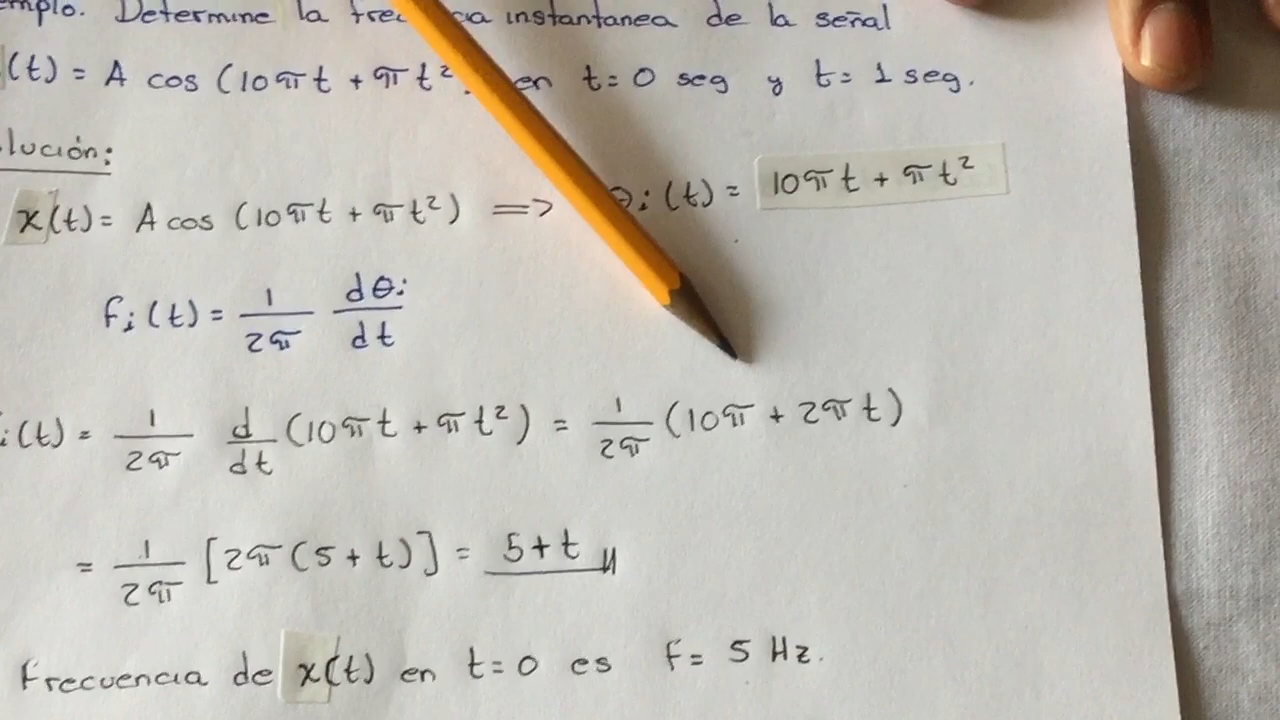 mplo. Determine la frec cia instantanea de la señal
(t) = A cos (10πt + πt² en t=0 seg y t= 1 seg.
lución:
x(t) = A cos (10πt + πt²) => θi(t) = 10πt + πt²
fi(t) = 1/2π dθi/dt
i(t) = 1/2π d/dt (10πt + πt²) = 1/2π (10π + 2πt)
= 1/2π [2π(5+t)] = 5+t //
Frecuencia de x(t) en t=0 es f= 5 Hz.